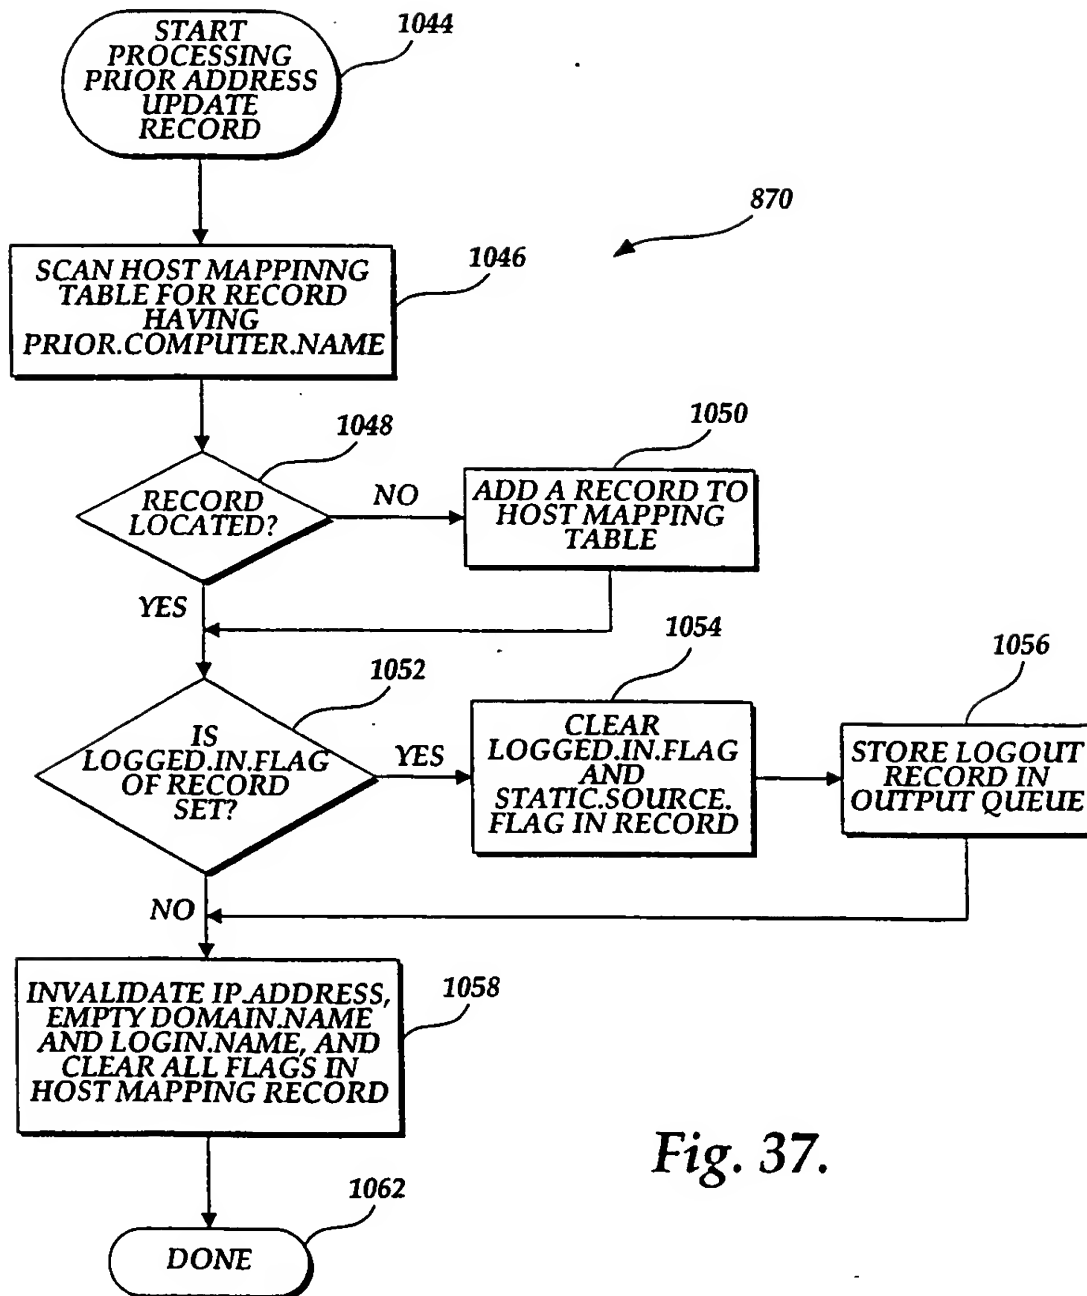 START
PROCESSING
PRIOR ADDRESS
UPDATE
RECORD
1044
870
SCAN HOST MAPPINNG
TABLE FOR RECORD
HAVING
PRIOR.COMPUTER.NAME
1046
RECORD
LOCATED?
1048
NO
YES
ADD A RECORD TO
HOST MAPPING
TABLE
1050
IS
LOGGED.IN.FLAG
OF RECORD
SET?
1052
YES
NO
CLEAR
LOGGED.IN.FLAG
AND
STATIC.SOURCE.
FLAG IN RECORD
1054
STORE LOGOUT
RECORD IN
OUTPUT QUEUE
1056
INVALIDATE IP.ADDRESS,
EMPTY DOMAIN.NAME
AND LOGIN.NAME, AND
CLEAR ALL FLAGS IN
HOST MAPPING RECORD
1058
DONE
1062
Fig. 37.